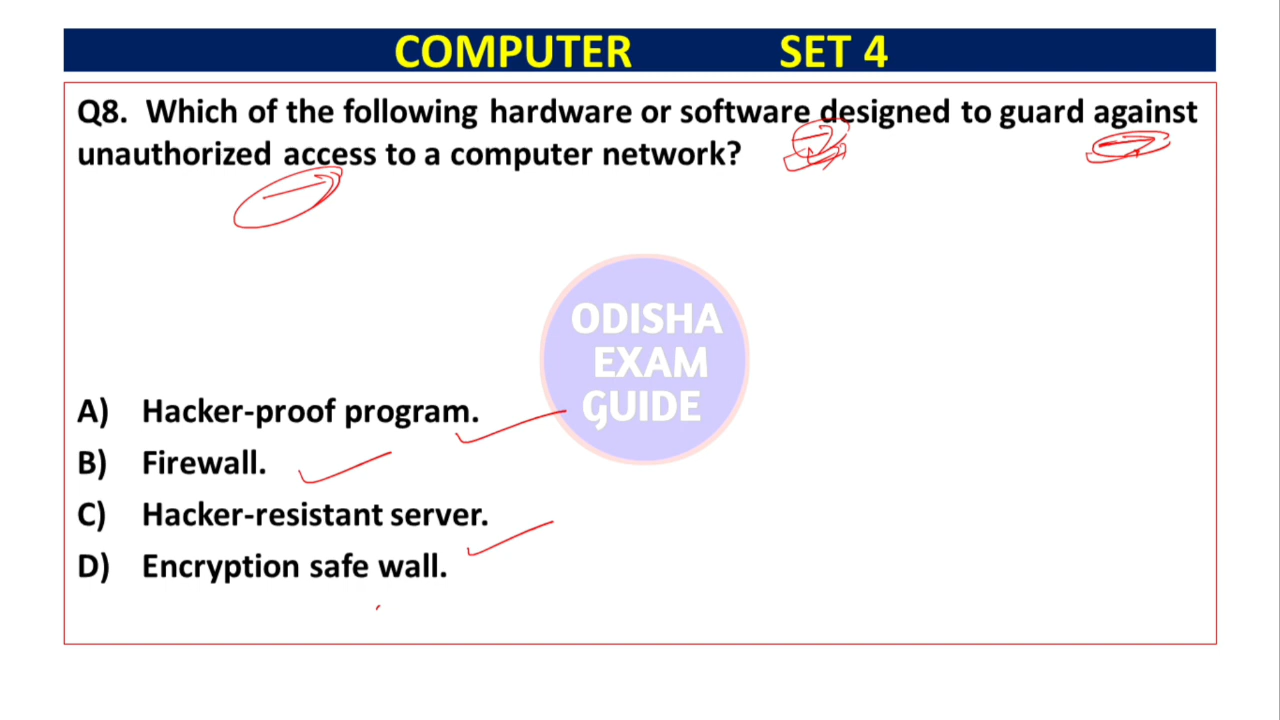 COMPUTER SET 4
Q8. Which of the following hardware or software designed to guard against
unauthorized access to a computer network?
ODISHA
EXAM
GUIDE
A) Hacker-proof program.
B) Firewall.
C) Hacker-resistant server.
D) Encryption safe wall.